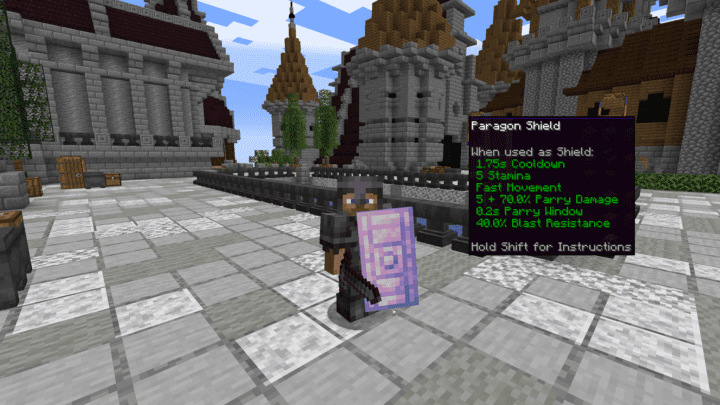 Paragon Shield
When used as Shield:
1.75s Cooldown
5 Stamina
Fast Movement
5 + 70.0% Parry Damage
0.2s Parry Window
40.0% Blast Resistance
Hold Shift for Instructions